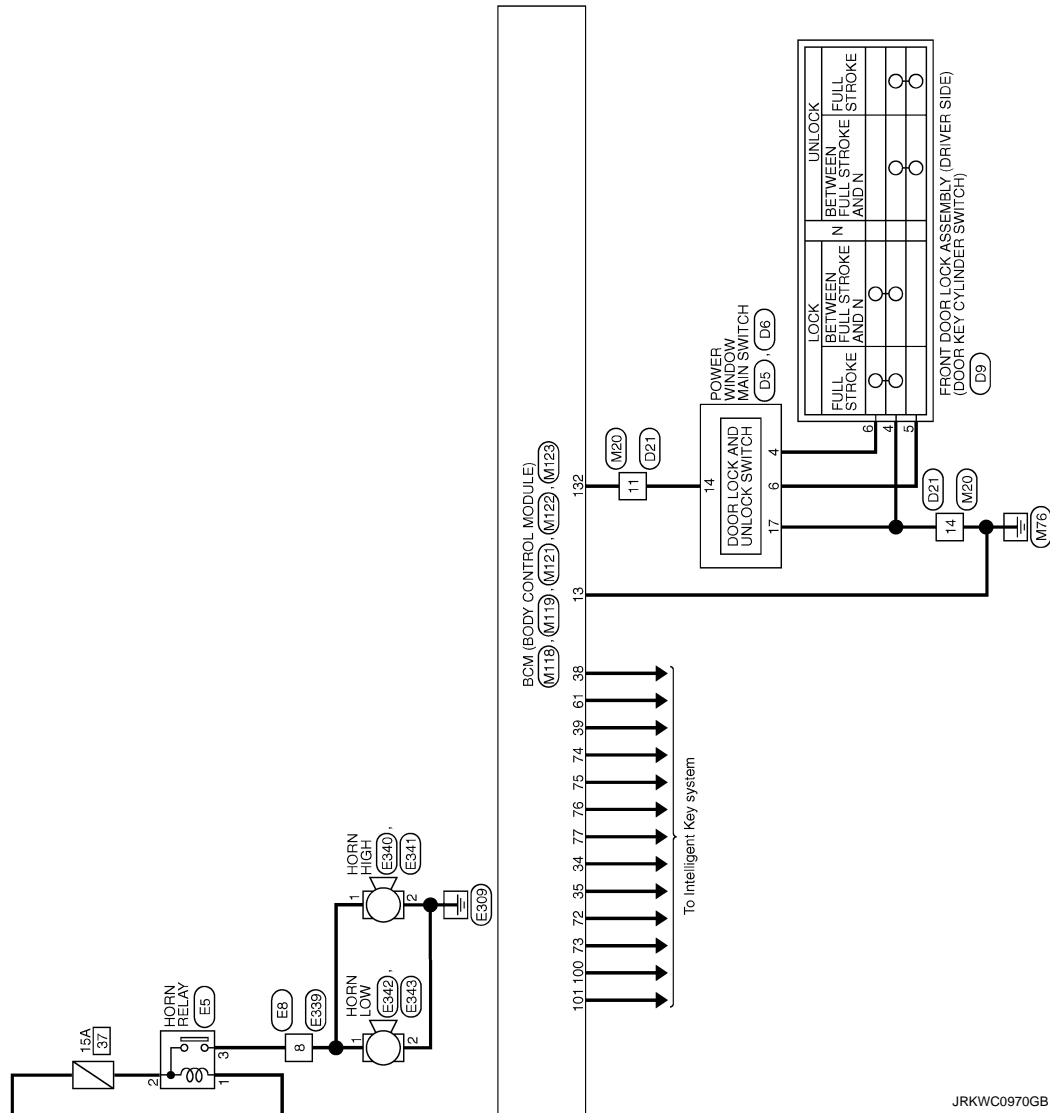 15A
37
HORN
RELAY
E5
2
1
3
8
E8
E339
HORN
LOW
E342 ,
E343
1
2
HORN
HIGH
E340 ,
E341
1
2
E309
BCM (BODY CONTROL MODULE)
M118 , M119 , M121 , M122 , M123
101
100
73
72
35
34
77
76
75
74
39
61
38
To Intelligent Key system
13
132
11
M20
D21
14
POWER
WINDOW
MAIN SWITCH
D5 , D6
DOOR LOCK AND
UNLOCK SWITCH
17
6
4
14
D21
M20
M76
6
4
5
LOCK
N
UNLOCK
FULL
STROKE
BETWEEN
FULL STROKE
AND N
BETWEEN
FULL STROKE
AND N
FULL
STROKE
FRONT DOOR LOCK ASSEMBLY (DRIVER SIDE)
(DOOR KEY CYLINDER SWITCH)
D9
JRKWC0970GB